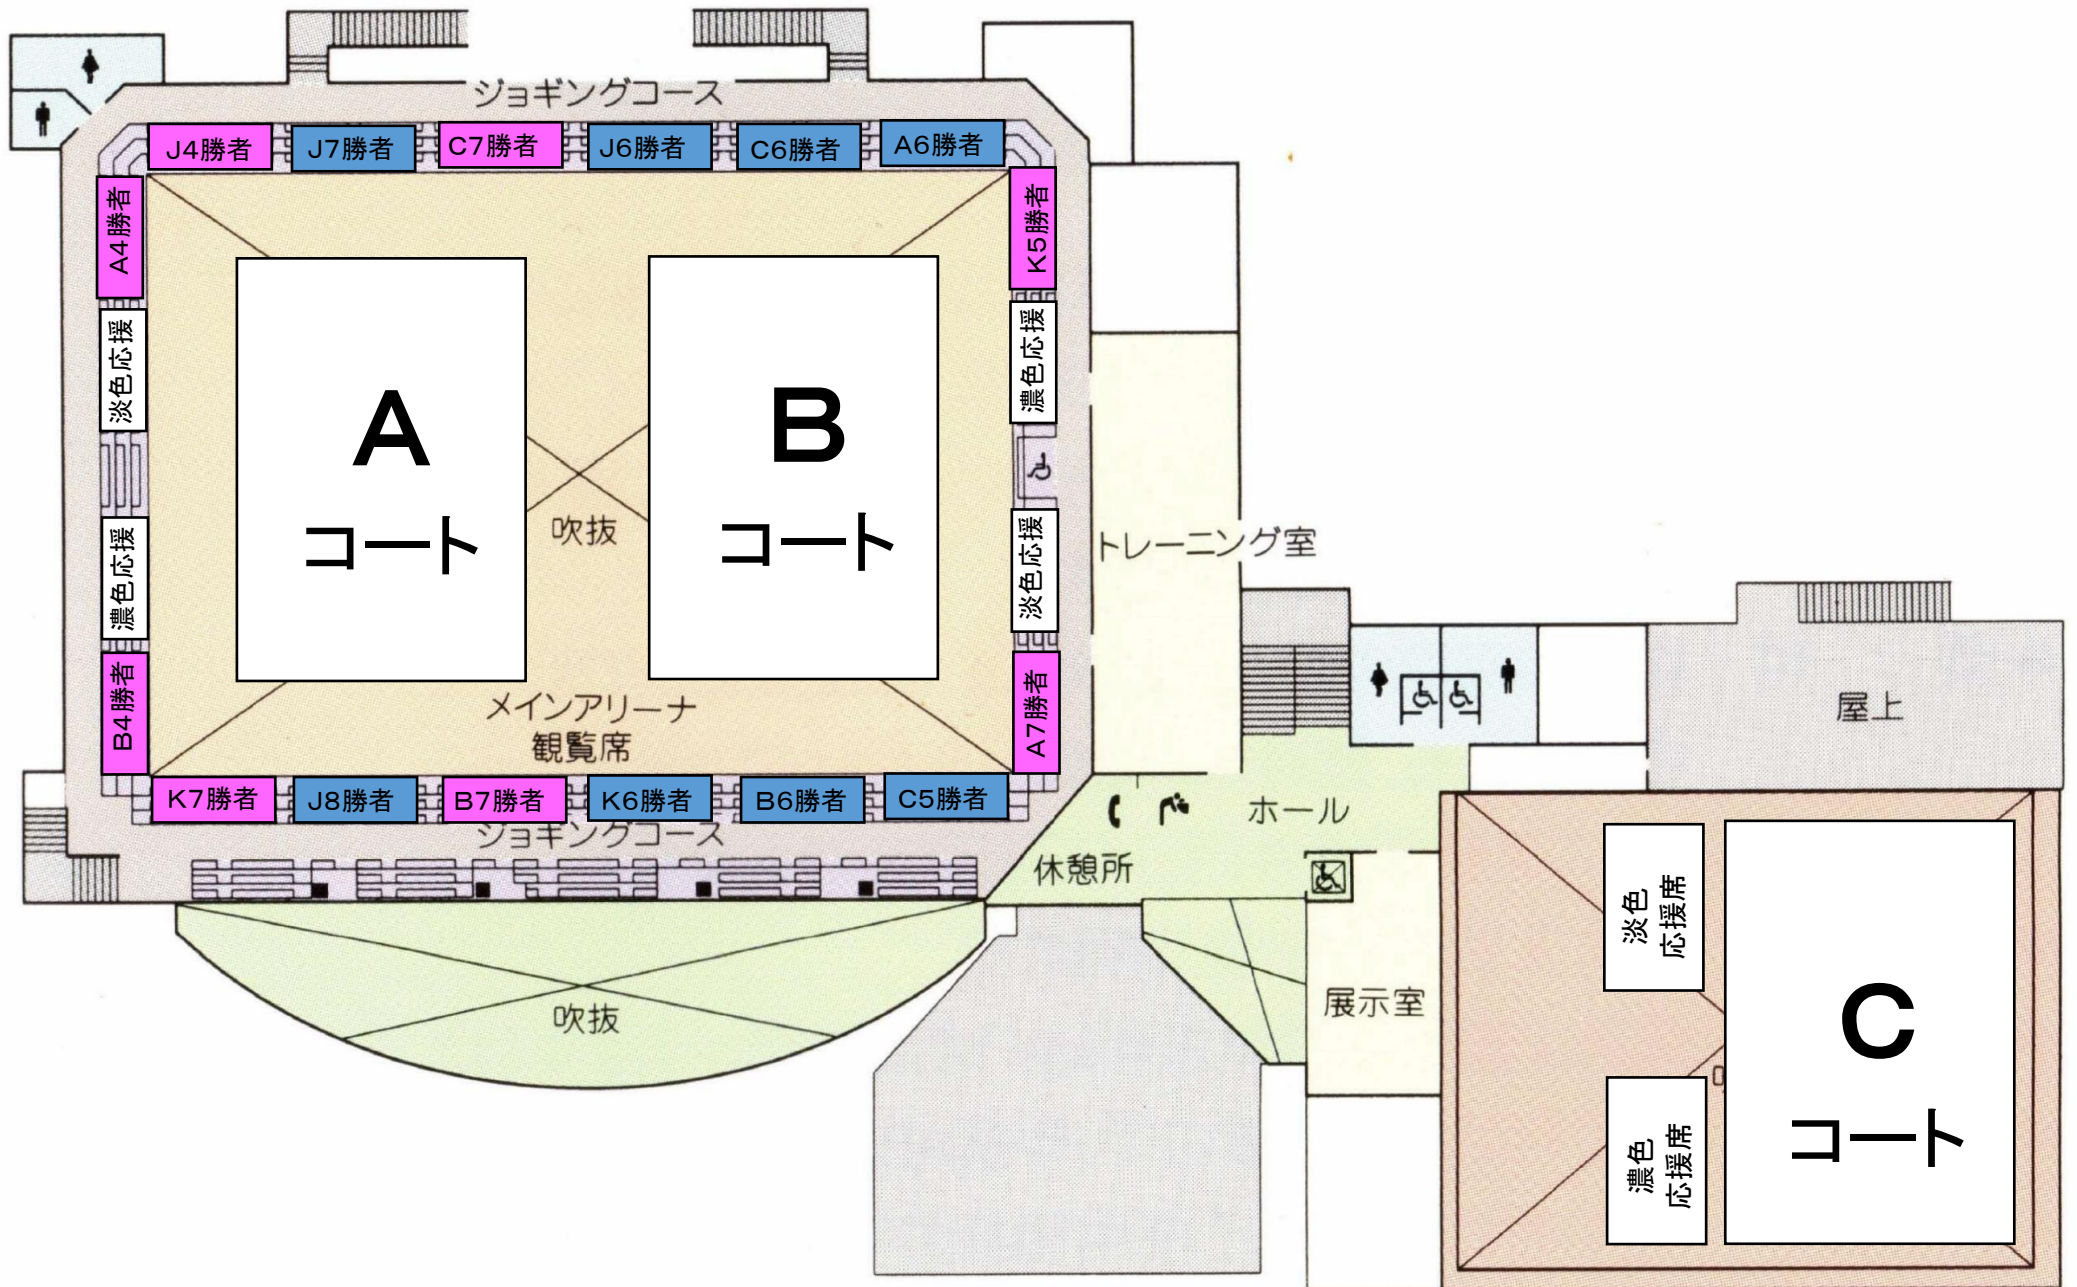 ジョギングコース
J4勝者
J7勝者
C7勝者
J6勝者
C6勝者
A6勝者
A4勝者
K5勝者
淡色応援
濃色応援
A
コート
B
コート
吹抜
濃色応援
淡色応援
トレーニング室
B4勝者
A7勝者
メインアリーナ
観覧席
K7勝者
J8勝者
B7勝者
K6勝者
B6勝者
C5勝者
ジョギングコース
屋上
ホール
休憩所
吹抜
展示室
淡色
応援席
C
コート
濃色
応援席